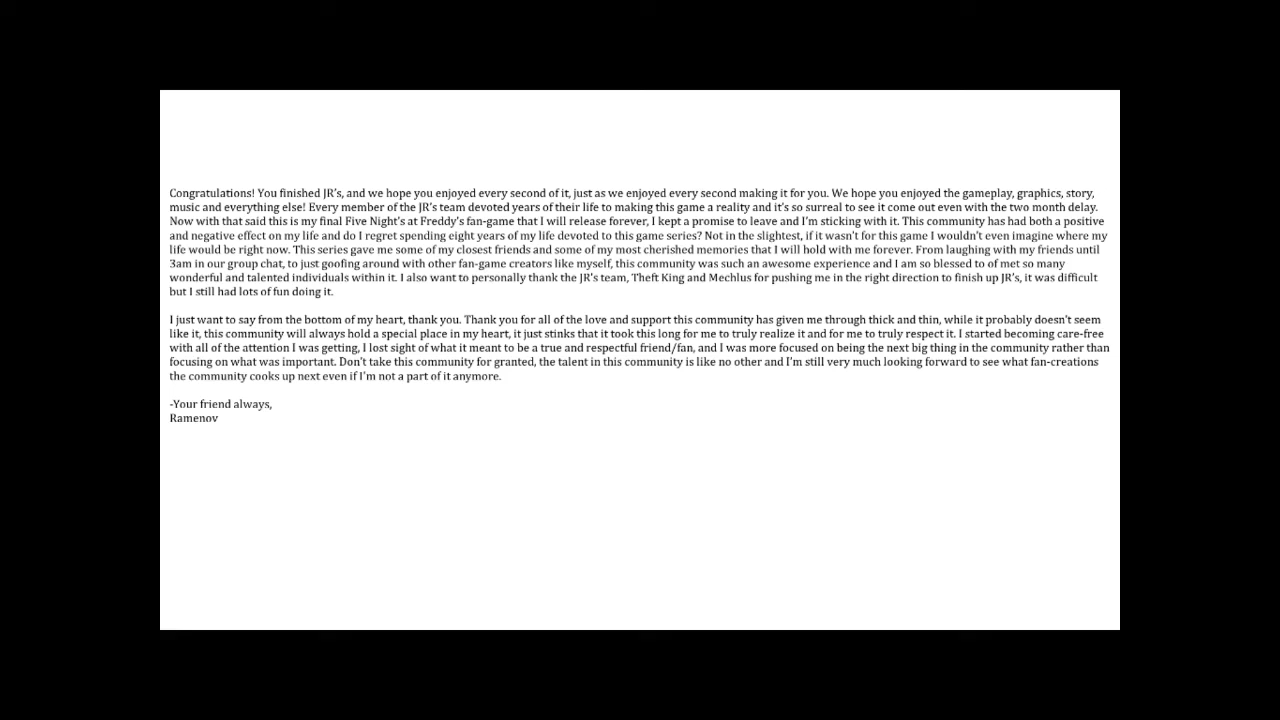 Congratulations! You finished JR's, and we hope you enjoyed every second of it, just as we enjoyed every second making it for you. We hope you enjoyed the gameplay, graphics, story,
music and everything else! Every member of the JR's team devoted years of their life to making this game a reality and it's so surreal to see it come out even with the two month delay.
Now with that said this is my final Five Night's at Freddy's fan-game that I will release forever, I kept a promise to leave and I'm sticking with it. This community has had both a positive
and negative effect on my life and do I regret spending eight years of my life devoted to this game series? Not in the slightest, if it wasn't for this game I wouldn't even imagine where my
life would be right now. This series gave me some of my closest friends and some of my most cherished memories that I will hold with me forever. From laughing with my friends until
3am in our group chat, to just goofing around with other fan-game creators like myself, this community was such an awesome experience and I am so blessed to of met so many
wonderful and talented individuals within it. I also want to personally thank the JR's team, Theft King and Mechlus for pushing me in the right direction to finish up JR's, it was difficult
but I still had lots of fun doing it.
I just want to say from the bottom of my heart, thank you. Thank you for all of the love and support this community has given me through thick and thin, while it probably doesn't seem
like it, this community will always hold a special place in my heart, it just stinks that it took this long for me to truly realize it and for me to truly respect it. I started becoming care-free
with all of the attention I was getting, I lost sight of what it meant to be a true and respectful friend/fan, and I was more focused on being the next big thing in the community rather than
focusing on what was important. Don't take this community for granted, the talent in this community is like no other and I'm still very much looking forward to see what fan-creations
the community cooks up next even if I'm not a part of it anymore.
-Your friend always,
Ramenov